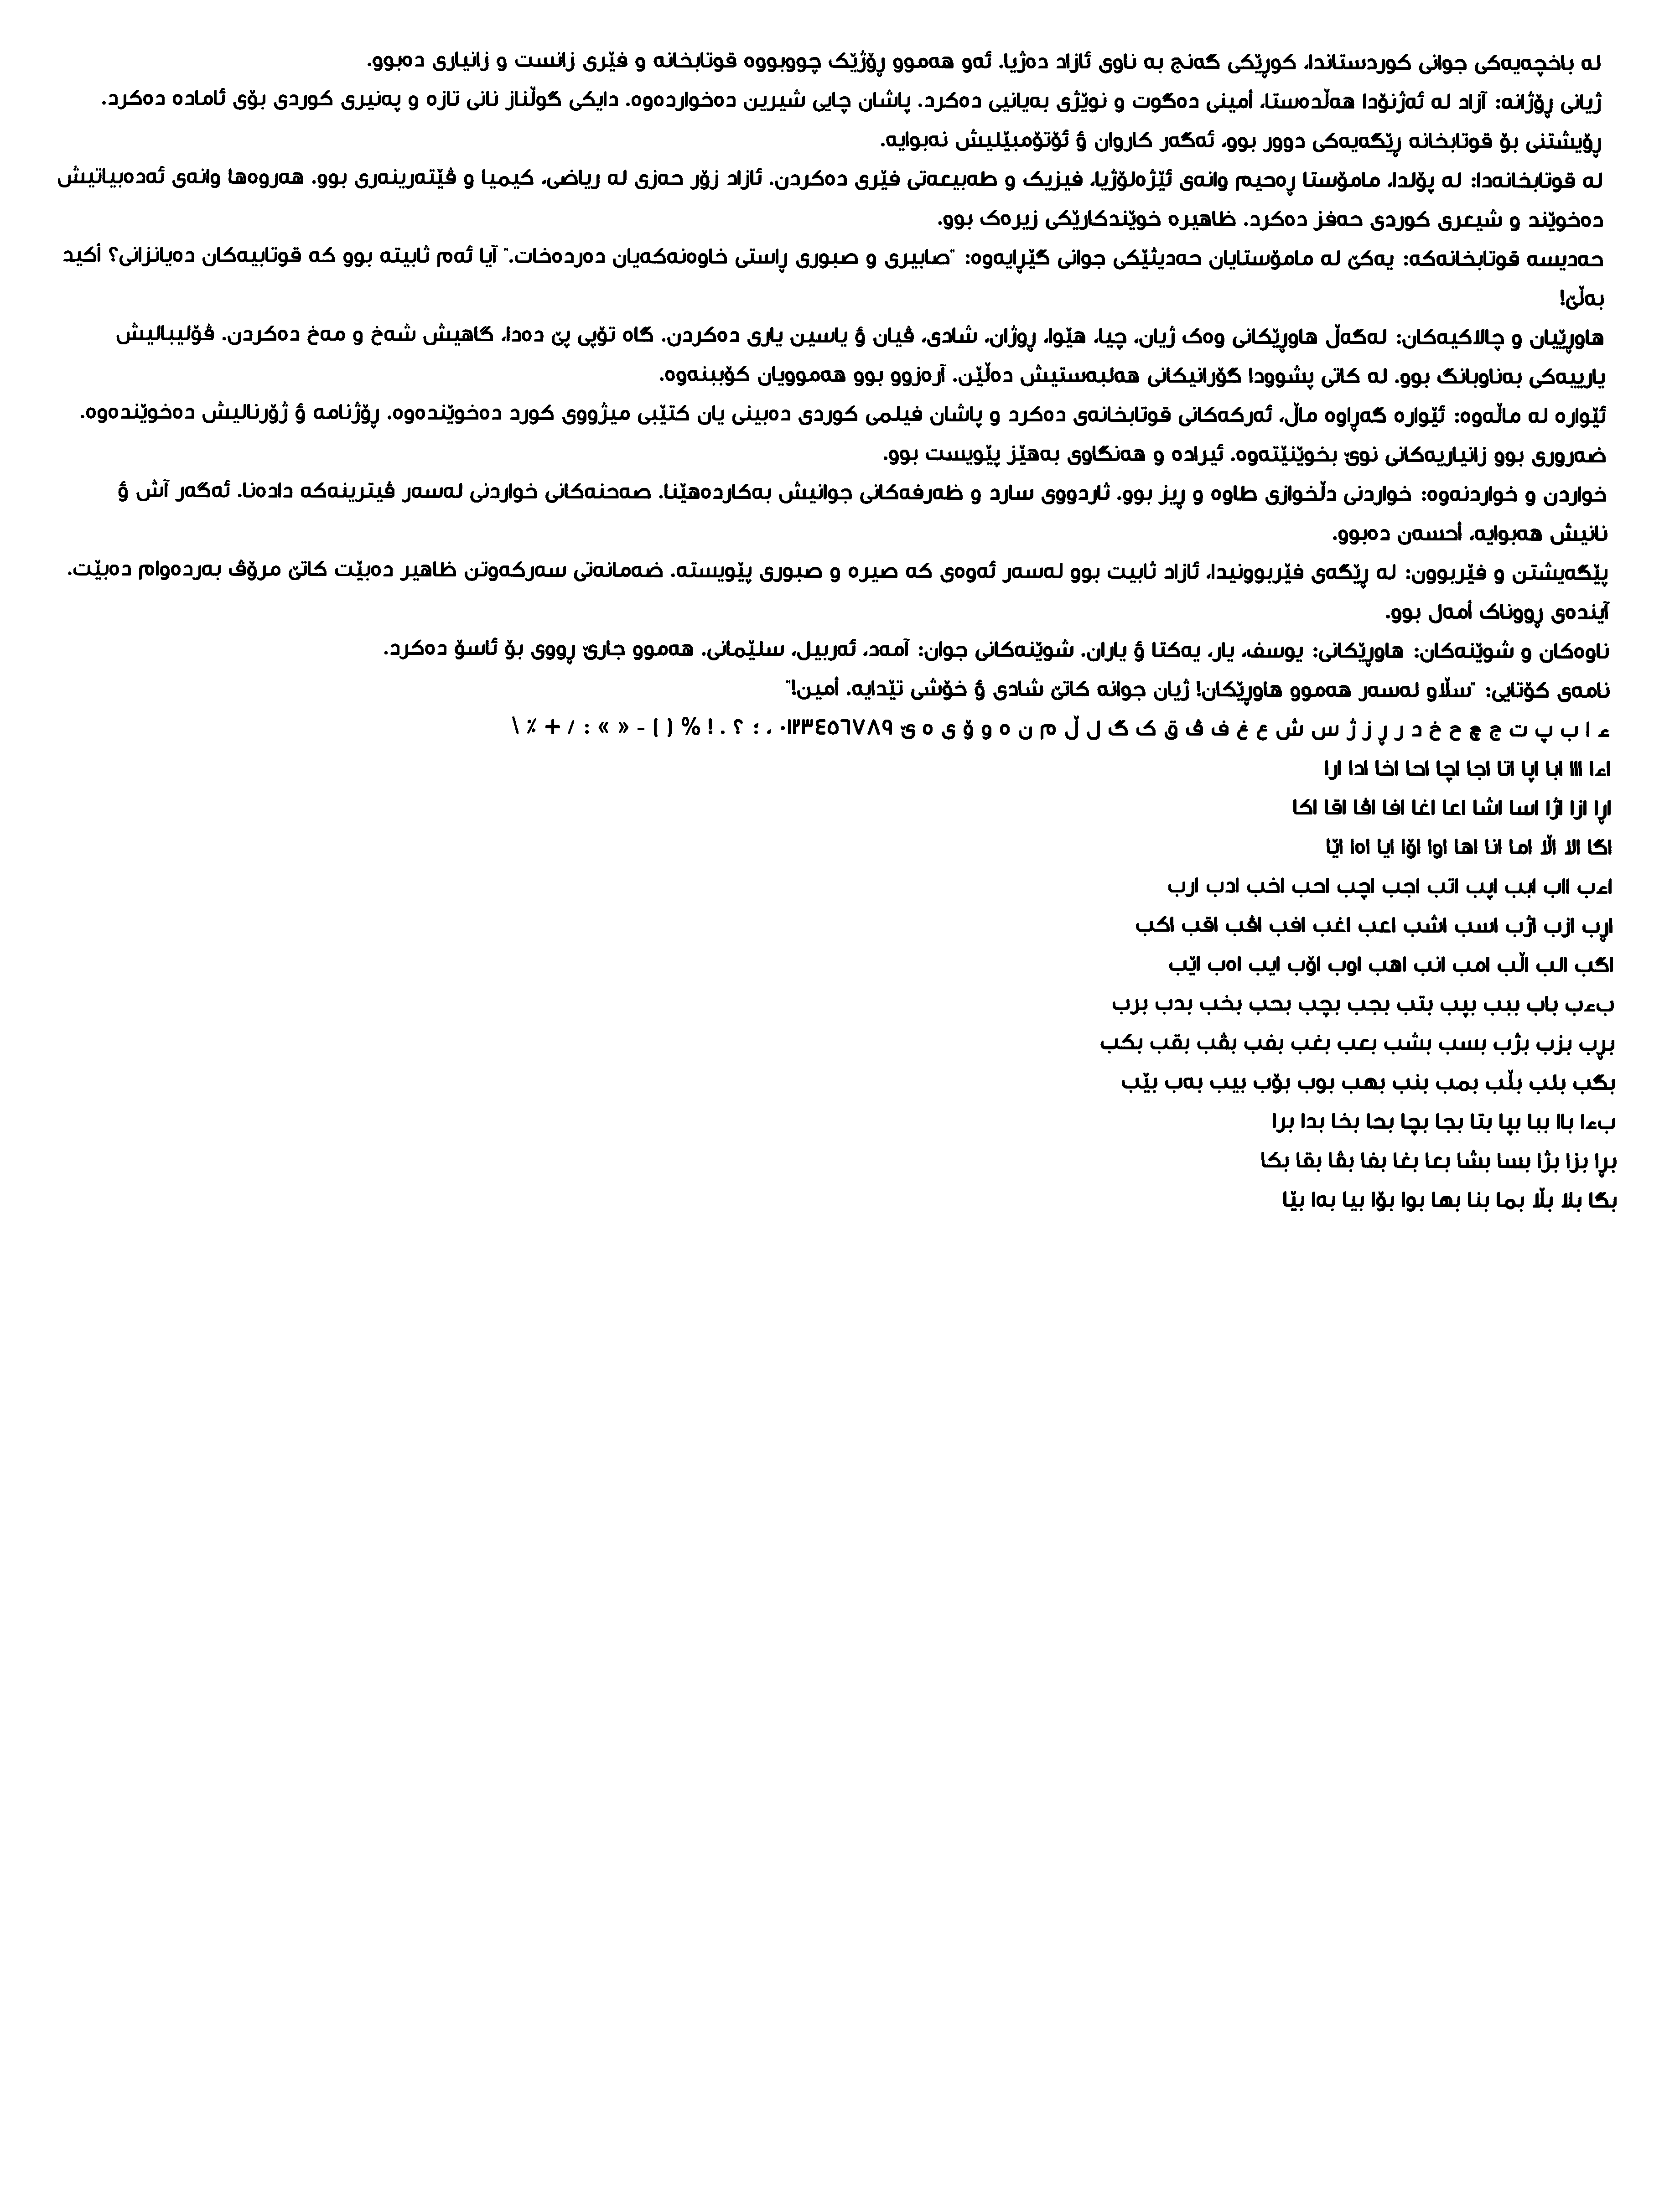 لە باخچەیەکی جوانی کوردستاندا، کوڕێکی گەنج بە ناوی ئازاد دەژیا. ئەو هەموو ڕۆژێک چووبووە قوتابخانە و فێری زانست و زانیاری دەبوو.
ژیانی ڕۆژانە: آزاد لە ئەژنۆدا هەڵدەستا، أمینی دەگوت و نوێژی بەیانیی دەکرد. پاشان چایی شیرین دەخواردەوە. دایکی گوڵناز نانی تازە و پەنیری کوردی بۆی ئامادە دەکرد.
ڕۆیشتنی بۆ قوتابخانە ڕێگەیەکی دوور بوو، ئەگەر کاروان ؤ ئۆتۆمبێلیش نەبوایە.
لە قوتابخانەدا: لە پۆلدا، مامۆستا ڕەحیم وانەی ئێژەلۆژیا، فیزیک و طەبیعەتی فێری دەکردن. ئازاد زۆر حەزی لە ریاضی، کیمیا و ڤێتەرینەری بوو. هەروەها وانەی ئەدەبیاتیش
دەخوێند و شیعری کوردی حەفز دەکرد. ظاهیرە خوێندکارێکی زیرەک بوو.
حەدیسە قوتابخانەکە: یەکێ لە مامۆستایان حەدیثێکی جوانی گێڕایەوە: "صابیری و صبوری ڕاستی خاوەنەکەیان دەردەخات." آیا ئەم ثابیتە بوو کە قوتابیەکان دەیانزانی؟ أکید
بەڵێ!
هاوڕێیان و چالاکیەکان: لەگەڵ هاوڕێکانی وەک ژیان، چیا، هێوا، ڕوژان، شادی، ڤیان ؤ یاسین یاری دەکردن. گاە تۆپی پێ دەدا، گاهیش شەخ و مەخ دەکردن. ڤۆلیبالیش
یارییەکی بەناوبانگ بوو. لە کاتی پشوودا گۆرانیکانی هەلبەستیش دەڵێن. آرەزوو بوو هەموویان کۆببنەوە.
ئێوارە لە ماڵەوە: ئێوارە گەڕاوە ماڵ، ئەرکەکانی قوتابخانەی دەکرد و پاشان فیلمی کوردی دەبینی یان کتێبی میژووی کورد دەخوێندەوە. ڕۆژنامە ؤ ژۆرنالیش دەخوێندەوە.
ضەروری بوو زانیاریەکانی نوێ بخوێنێتەوە. ئیرادە و هەنگاوی بەهێز پێویست بوو.
خواردن و خواردنەوە: خواردنی دڵخوازی طاوە و ڕیز بوو. ثاردووی سارد و ظەرفەکانی جوانیش بەکاردەهێنا. صەحنەکانی خواردنی لەسەر ڤیترینەکە دادەنا. ئەگەر آش ؤ
نانیش هەبوایە، أحسەن دەبوو.
پێگەیشتن و فێربوون: لە ڕێگەی فێربوونیدا، ئازاد ثابیت بوو لەسەر ئەوەی کە صیرە و صبوری پێویستە. ضەمانەتی سەرکەوتن ظاهیر دەبێت کاتێ مرۆڤ بەردەوام دەبێت.
آیندەی ڕووناک أمەل بوو.
ناوەکان و شوێنەکان: هاوڕێکانی: یوسف، یار، یەکتا ؤ یاران. شوێنەکانی جوان: آمەد، ئەربیل، سلێمانی. هەموو جارێ ڕووی بۆ ئاسۆ دەکرد.
نامەی کۆتایی: "سڵاو لەسەر هەموو هاوڕێکان! ژیان جوانە کاتێ شادی ؤ خۆشی تێدایە. أمین!"
ء ا ب پ ت ج چ ح خ د ر ڕ ز ژ س ش ع غ ف ڤ ق ک گ ل ڵ م ن ه و ۆ ی ە ێ ٠١٢٣٤٥٦٧٨٩ ، ؛ ؟ . ! % ( ) - « » : / + ٪ \
اءا ااا ابا اپا اتا اجا اچا احا اخا ادا ارا
اڕا ازا اژا اسا اشا اعا اغا افا اڤا اقا اکا
اگا الا اڵا اما انا اها اوا اۆا ایا اەا اێا
اءب ااب ابب اپب اتب اجب اچب احب اخب ادب ارب
اڕب ازب اژب اسب اشب اعب اغب افب اڤب اقب اکب
اگب الب اڵب امب انب اهب اوب اۆب ایب اەب اێب
بءب باب ببب بپب بتب بجب بچب بحب بخب بدب برب
بڕب بزب بژب بسب بشب بعب بغب بفب بڤب بقب بکب
بگب بلب بڵب بمب بنب بهب بوب بۆب بیب بەب بێب
بءا باا ببا بپا بتا بجا بچا بحا بخا بدا برا
بڕا بزا بژا بسا بشا بعا بغا بفا بڤا بقا بکا
بگا بلا بڵا بما بنا بها بوا بۆا بیا بەا بێا